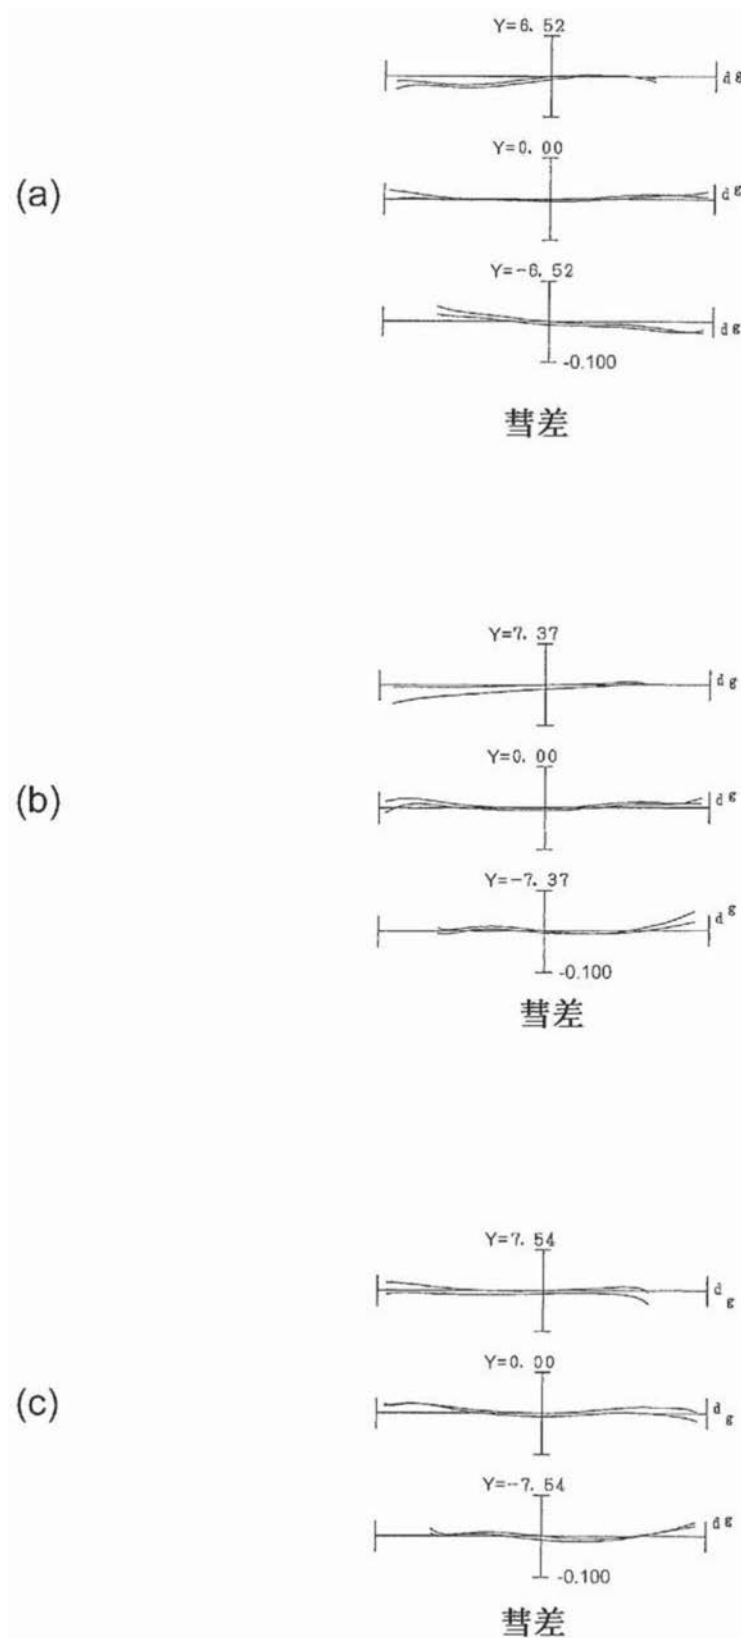 (a)
Y=6.52
d g
Y=0.00
d g
Y=-6.52
d g
-0.100
彗差
(b)
Y=7.37
d g
Y=0.00
d g
Y=-7.37
d g
-0.100
彗差
(c)
Y=7.54
d g
Y=0.00
d g
Y=-7.54
d g
-0.100
彗差